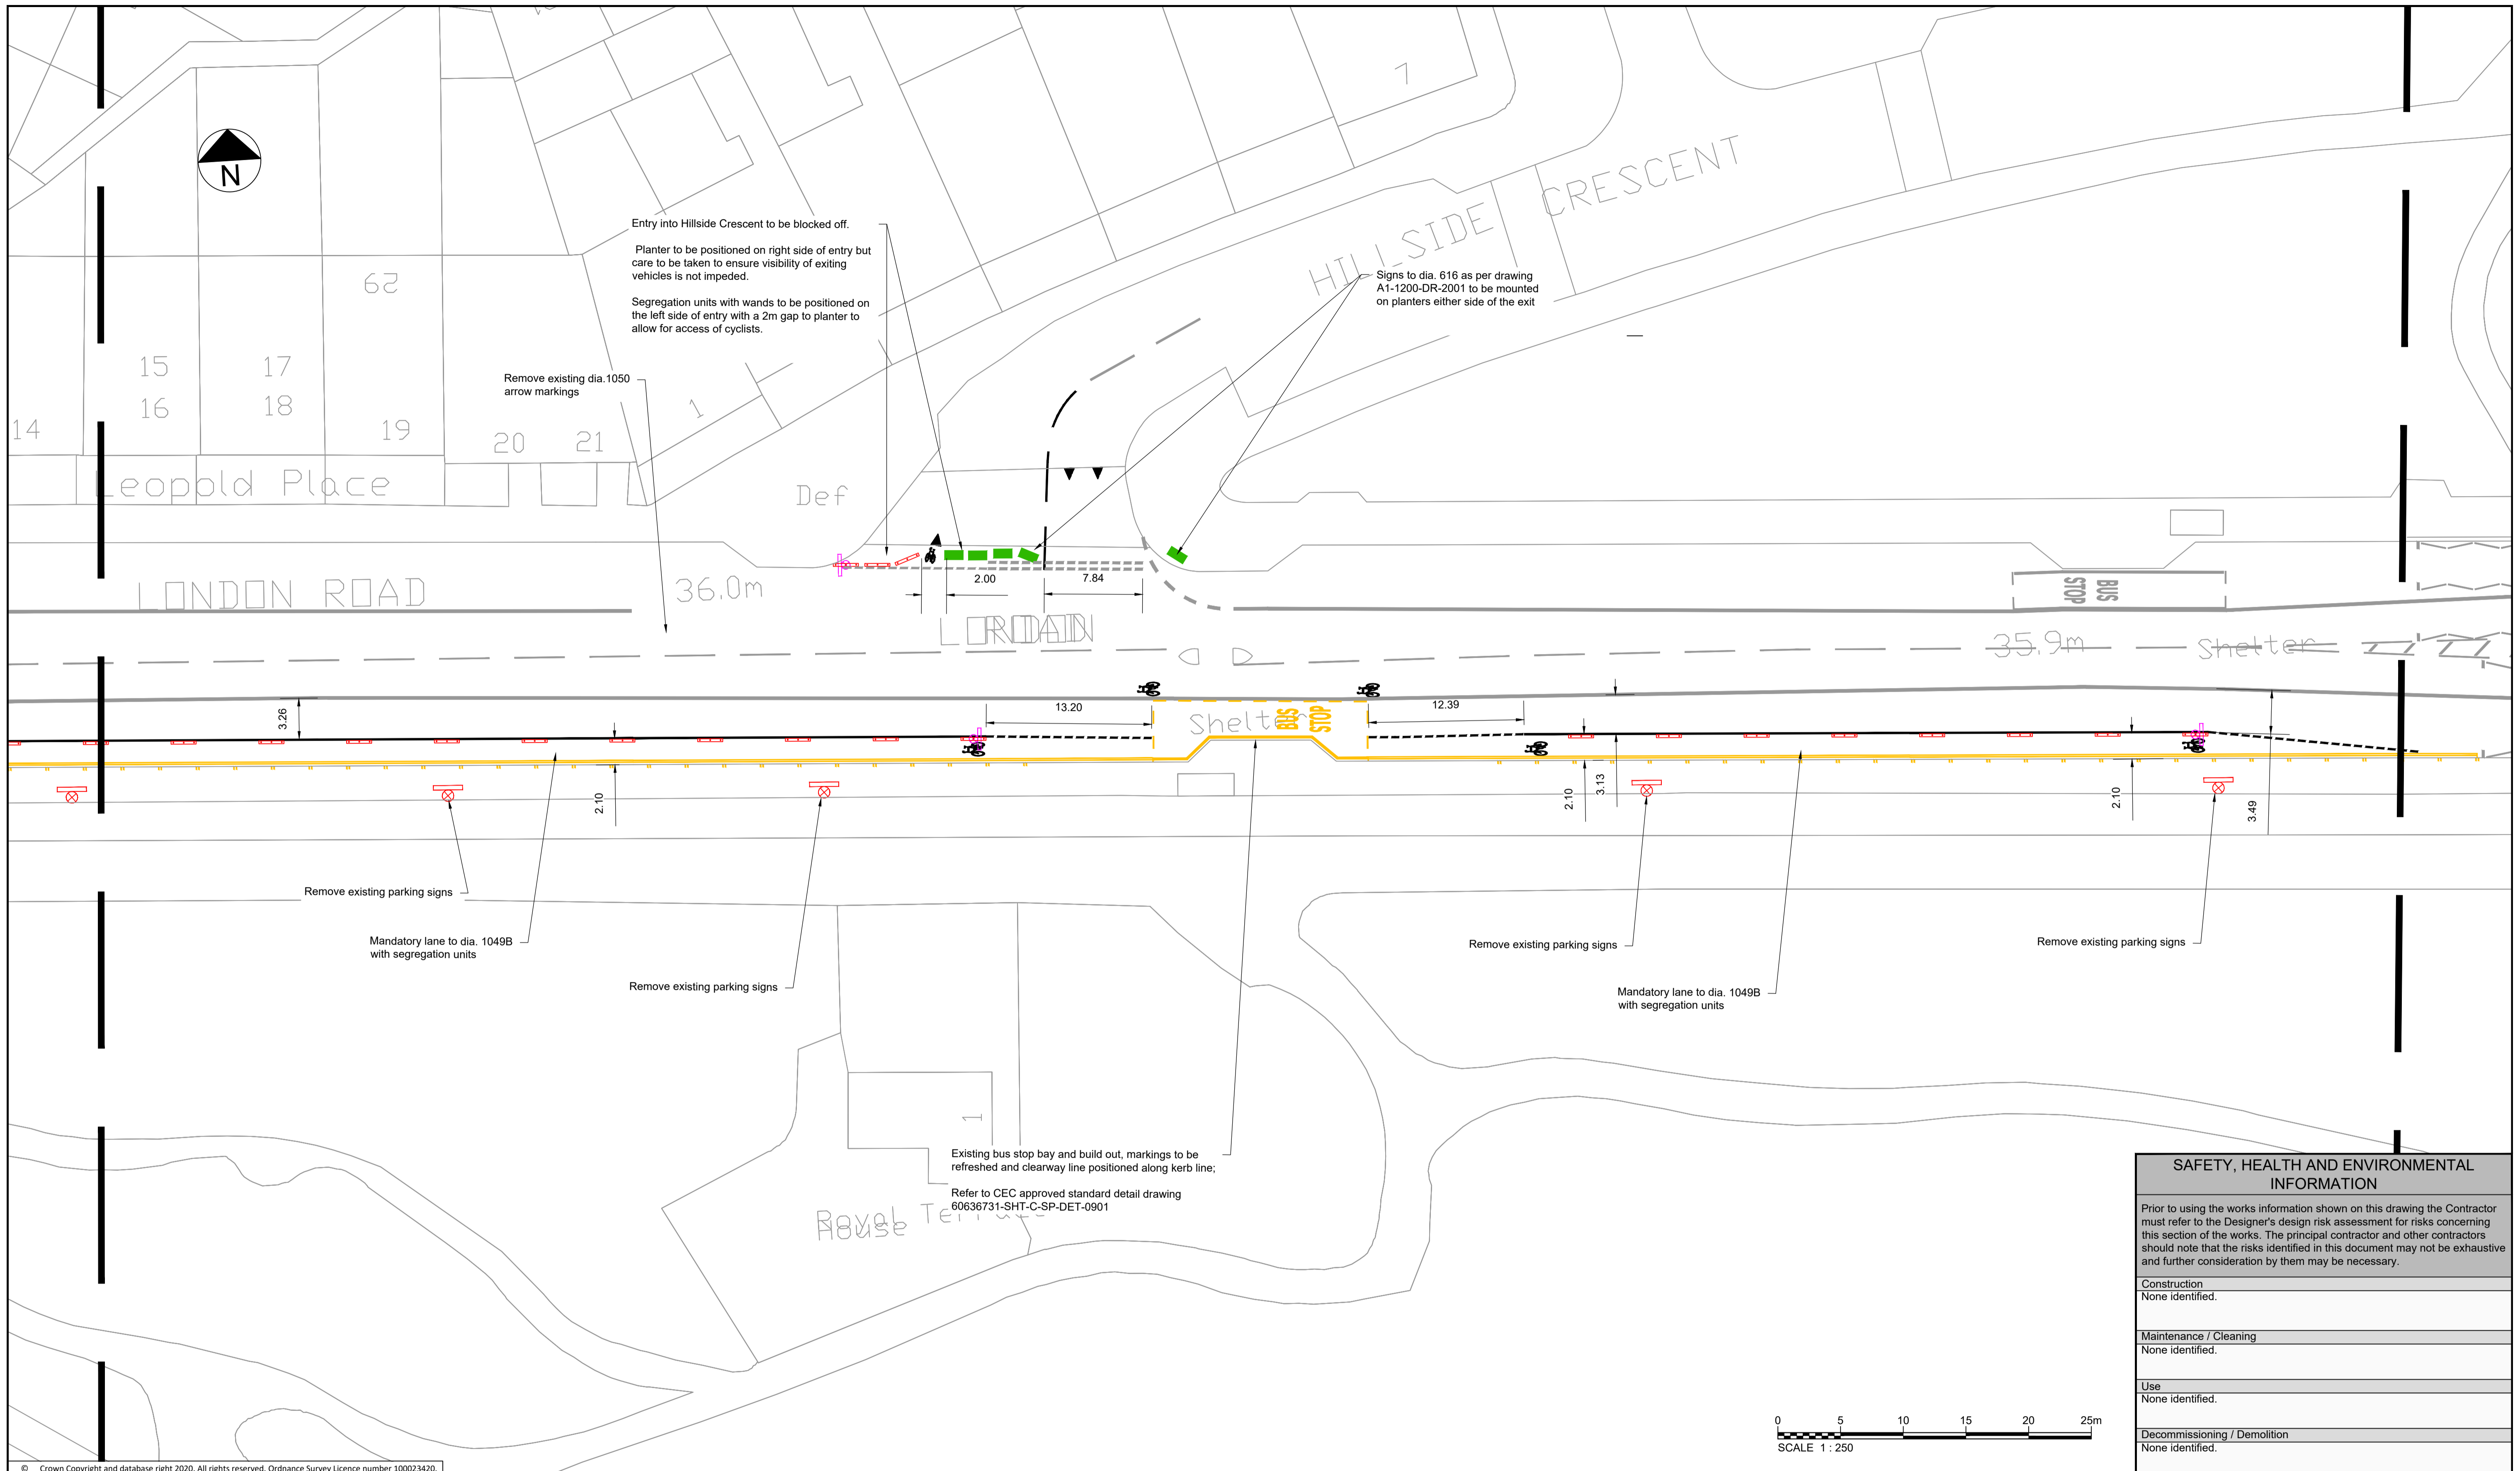 7
HILLSIDE CRESCENT
N
Entry into Hillside Crescent to be blocked off.
Planter to be positioned on right side of entry but
care to be taken to ensure visibility of exiting
vehicles is not impeded.
Segregation units with wands to be positioned on
the left side of entry with a 2m gap to planter to
allow for access of cyclists.
Signs to dia. 616 as per drawing
A1-1200-DR-2001 to be mounted
on planters either side of the exit
62
Remove existing dia.1050
arrow markings
15
17
16
18
1
14
19
20
21
Leopold Place
Def
LONDON ROAD
36.0m
2.00
7.84
BUS
STOP
35.9m
Shelter
3.26
13.20
Shelter
BUS
STOP
12.39
2.10
2.10
3.13
2.10
3.49
Remove existing parking signs
Mandatory lane to dia. 1049B
with segregation units
Remove existing parking signs
Remove existing parking signs
Mandatory lane to dia. 1049B
with segregation units
Remove existing parking signs
1
Existing bus stop bay and build out, markings to be
refreshed and clearway line positioned along kerb line;
Refer to CEC approved standard detail drawing
60636731-SHT-C-SP-DET-0901
Royal Terrace
House
0 5 10 15 20 25m
SCALE 1 : 250
SAFETY, HEALTH AND ENVIRONMENTAL
INFORMATION
Prior to using the works information shown on this drawing the Contractor
must refer to the Designer's design risk assessment for risks concerning
this section of the works. The principal contractor and other contractors
should note that the risks identified in this document may not be exhaustive
and further consideration by them may be necessary.
Construction
None identified.
Maintenance / Cleaning
None identified.
Use
None identified.
Decommissioning / Demolition
None identified.
© Crown Copyright and database right 2020. All rights reserved. Ordnance Survey Licence number 100023420.